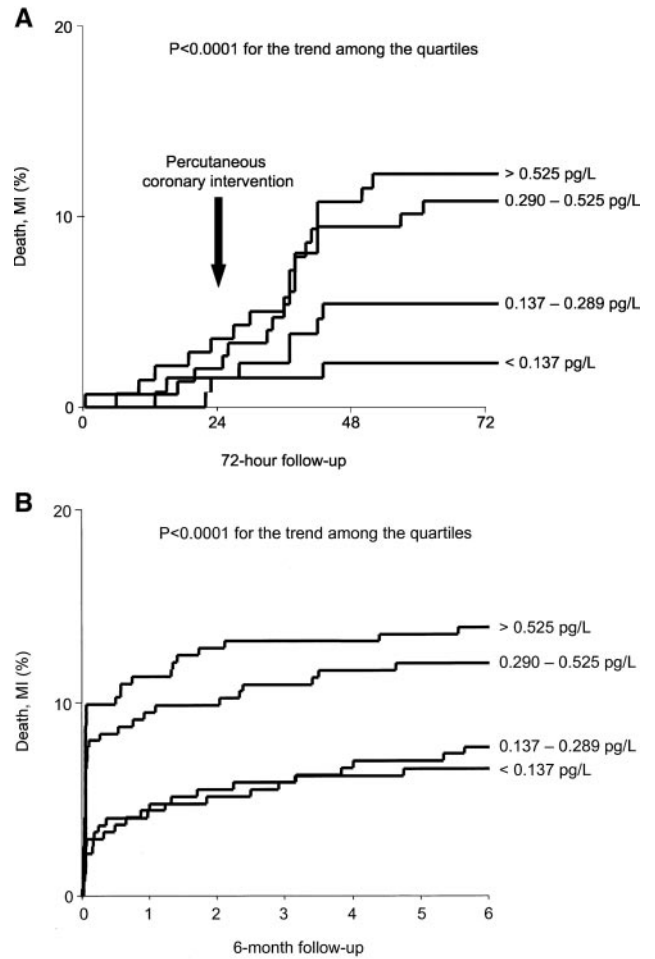 A
20
P<0.0001 for the trend among the quartiles
Percutaneous
coronary intervention
Death, MI (%)
> 0.525 pg/L
10
0.290 – 0.525 pg/L
0.137 – 0.289 pg/L
< 0.137 pg/L
0
0 24 48 72
72-hour follow-up
B
20
P<0.0001 for the trend among the quartiles
Death, MI (%)
> 0.525 pg/L
0.290 – 0.525 pg/L
10
0.137 – 0.289 pg/L
< 0.137 pg/L
0
0 1 2 3 4 5 6
6-month follow-up